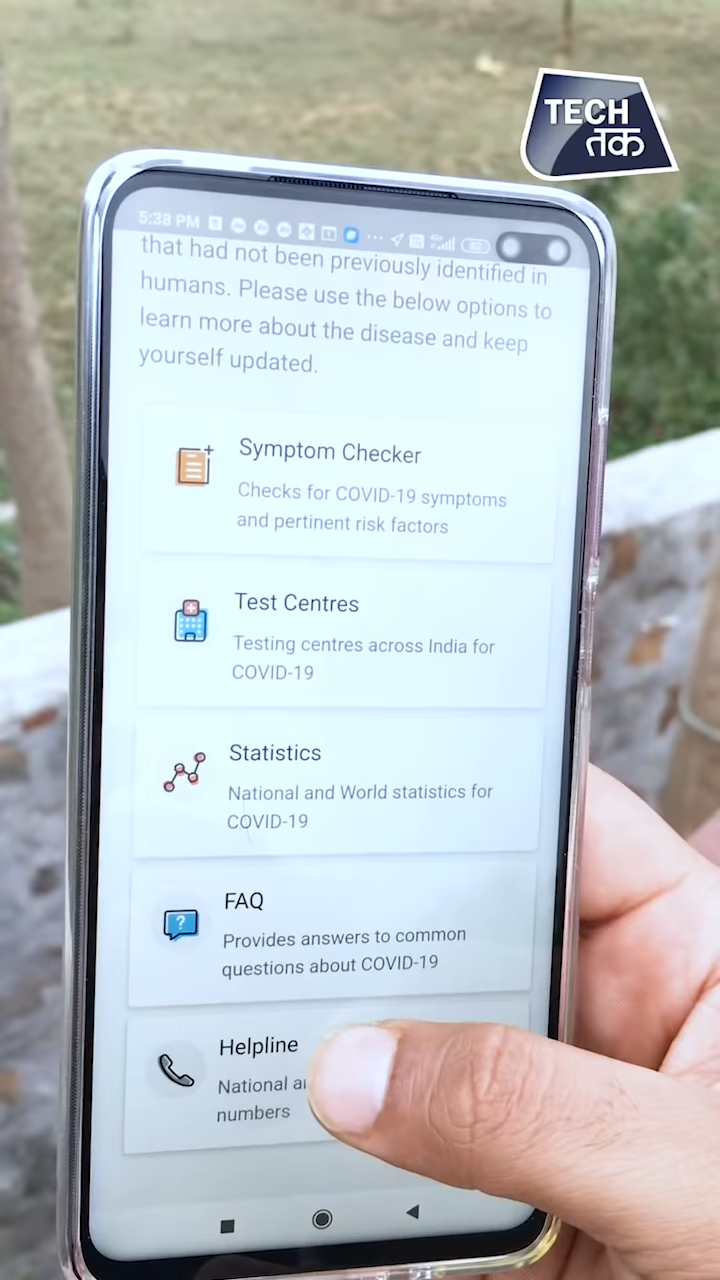 TECH
तक
5:38 PM
that had not been previously identified in
humans. Please use the below options to
learn more about the disease and keep
yourself updated.
Symptom Checker
Checks for COVID-19 symptoms
and pertinent risk factors
Test Centres
Testing centres across India for
COVID-19
Statistics
National and World statistics for
COVID-19
FAQ
?
Provides answers to common
questions about COVID-19
Helpline
National
numbers